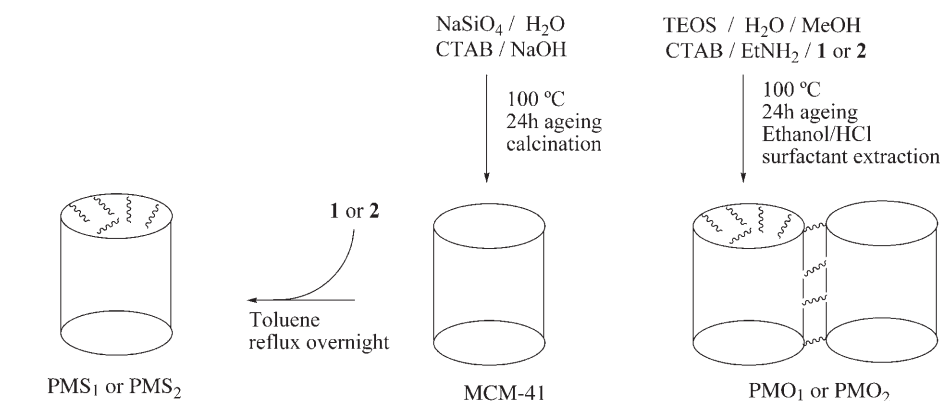 NaSiO₄ / H₂O
CTAB / NaOH
100 ºC
24h ageing
calcination
TEOS / H₂O / MeOH
CTAB / EtNH₂ / 1 or 2
100 ºC
24h ageing
Ethanol/HCl
surfactant extraction
1 or 2
Toluene
reflux overnight
PMS₁ or PMS₂
MCM-41
PMO₁ or PMO₂